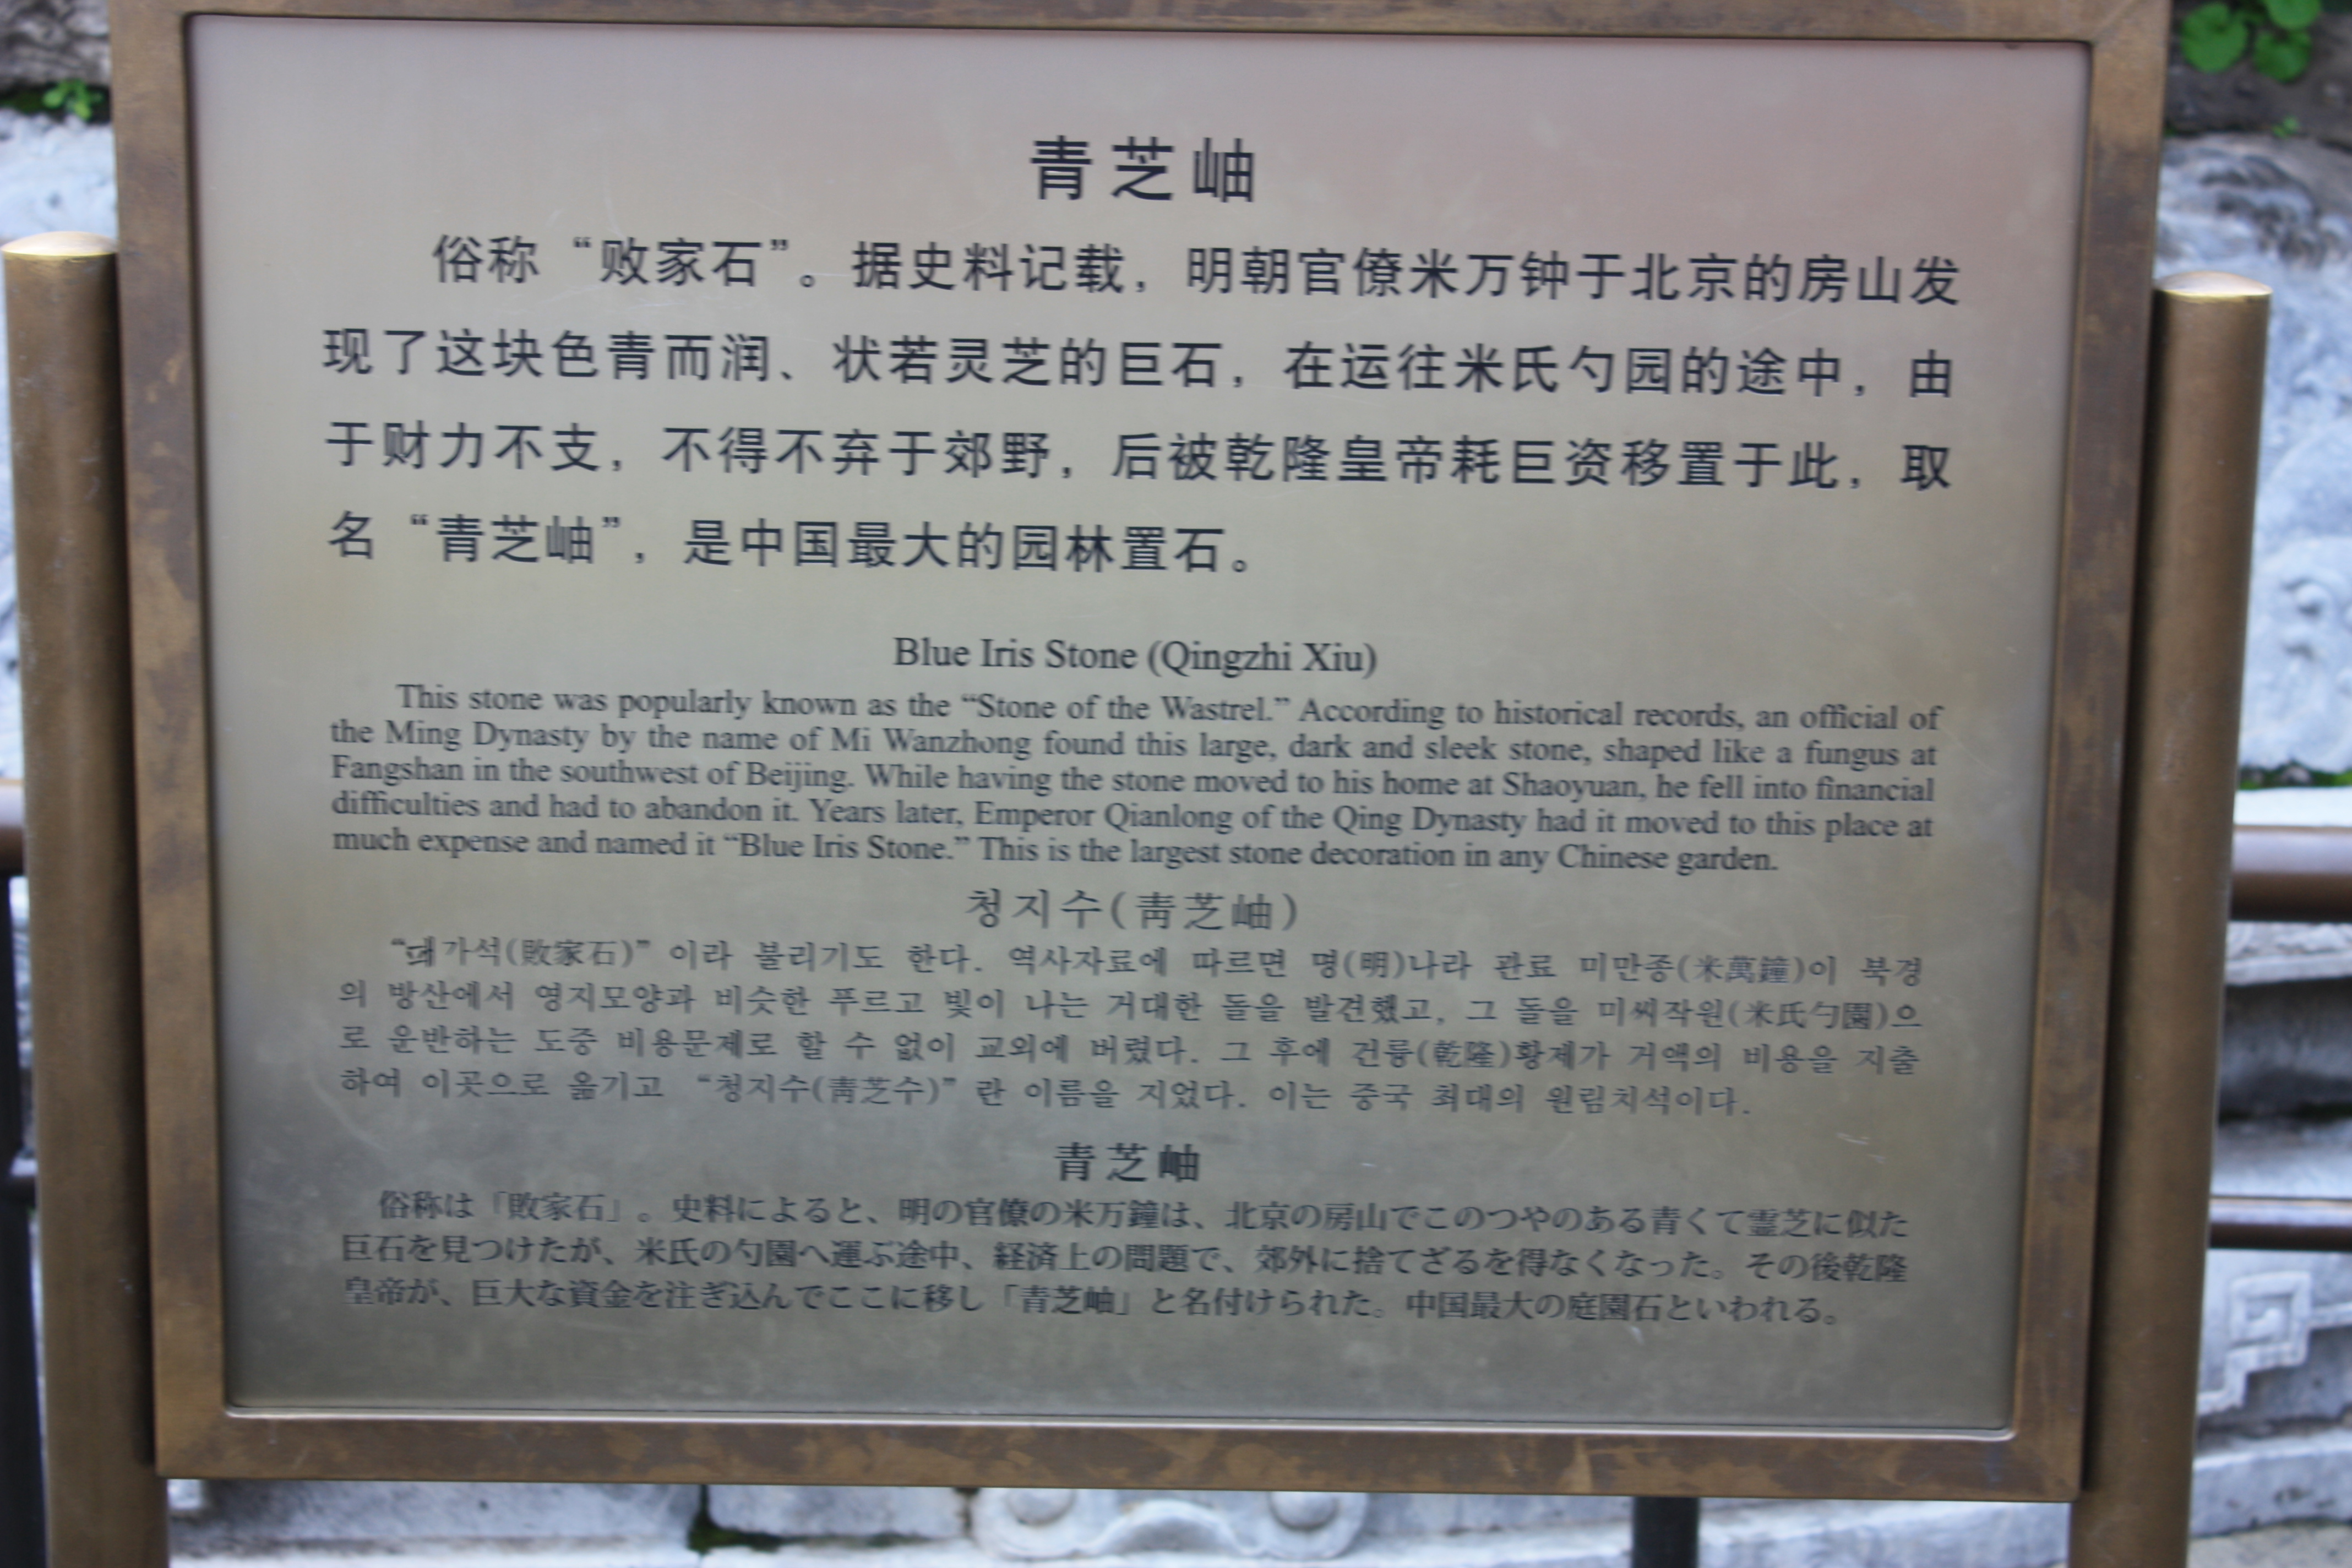 青芝岫
俗称“败家石”。据史料记载，明朝官僚米万钟于北京的房山发
现了这块色青而润、状若灵芝的巨石，在运往米氏勺园的途中，由
于财力不支，不得不弃于郊野，后被乾隆皇帝耗巨资移置于此，取
名“青芝岫”，是中国最大的园林置石。
Blue Iris Stone (Qingzhi Xiu)
This stone was popularly known as the “Stone of the Wastrel.” According to historical records, an official of
the Ming Dynasty by the name of Mi Wanzhong found this large, dark and sleek stone, shaped like a fungus at
Fangshan in the southwest of Beijing. While having the stone moved to his home at Shaoyuan, he fell into financial
difficulties and had to abandon it. Years later, Emperor Qianlong of the Qing Dynasty had it moved to this place at
much expense and named it “Blue Iris Stone.” This is the largest stone decoration in any Chinese garden.
청지수(靑芝岫)
“패가석(敗家石)” 이라 불리기도 한다. 역사자료에 따르면 명(明)나라 관료 미만종(米萬鐘)이 북경
의 방산에서 영지모양과 비슷한 푸르고 빛이 나는 거대한 돌을 발견했고, 그 돌을 미씨작원(米氏勺園)으
로 운반하는 도중 비용문제로 할 수 없이 교외에 버렸다. 그 후에 건륭(乾隆)황제가 거액의 비용을 지출
하여 이곳으로 옮기고 “청지수(靑芝수)” 란 이름을 지었다. 이는 중국 최대의 원림치석이다.
青芝岫
俗称は「敗家石」。史料によると、明の官僚の米万鐘は、北京の房山でこのつやのある青くて霊芝に似た
巨石を見つけたが、米氏の勺園へ運ぶ途中、経済上の問題で、郊外に捨てざるを得なくなった。その後乾隆
皇帝が、巨大な資金を注ぎ込んでここに移し「青芝岫」と名付けられた。中国最大の庭園石といわれる。